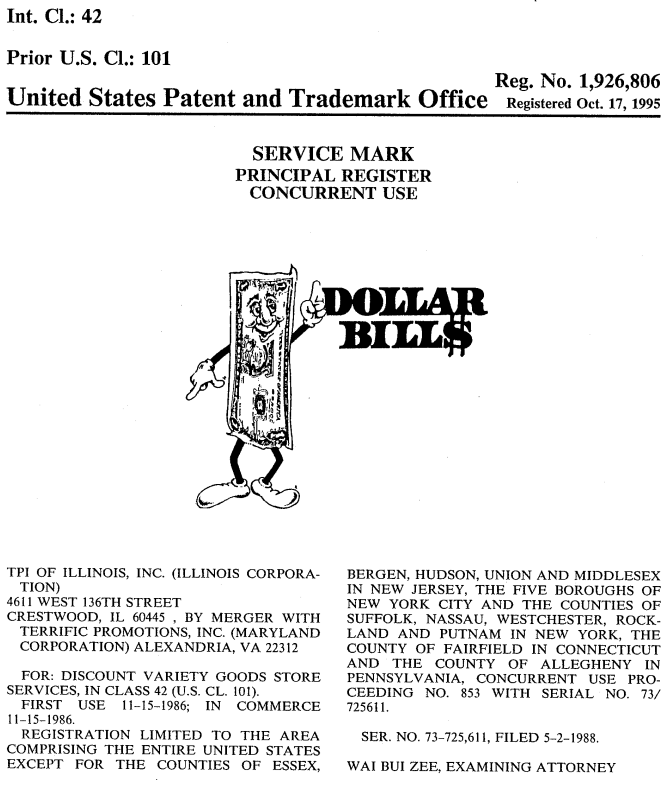 Int. Cl.: 42
Prior U.S. Cl.: 101
United States Patent and Trademark Office
Reg. No. 1,926,806
Registered Oct. 17, 1995
SERVICE MARK
PRINCIPAL REGISTER
CONCURRENT USE
DOLLAR
BILL$
TPI OF ILLINOIS, INC. (ILLINOIS CORPORA-
TION)
4611 WEST 136TH STREET
CRESTWOOD, IL 60445 , BY MERGER WITH
TERRIFIC PROMOTIONS, INC. (MARYLAND
CORPORATION) ALEXANDRIA, VA 22312
FOR: DISCOUNT VARIETY GOODS STORE
SERVICES, IN CLASS 42 (U.S. CL. 101).
FIRST USE 11-15-1986; IN COMMERCE
11-15-1986.
REGISTRATION LIMITED TO THE AREA
COMPRISING THE ENTIRE UNITED STATES
EXCEPT FOR THE COUNTIES OF ESSEX,
BERGEN, HUDSON, UNION AND MIDDLESEX
IN NEW JERSEY, THE FIVE BOROUGHS OF
NEW YORK CITY AND THE COUNTIES OF
SUFFOLK, NASSAU, WESTCHESTER, ROCK-
LAND AND PUTNAM IN NEW YORK, THE
COUNTY OF FAIRFIELD IN CONNECTICUT
AND THE COUNTY OF ALLEGHENY IN
PENNSYLVANIA, CONCURRENT USE PRO-
CEEDING NO. 853 WITH SERIAL NO. 73/
725611.
SER. NO. 73-725,611, FILED 5-2-1988.
WAI BUI ZEE, EXAMINING ATTORNEY